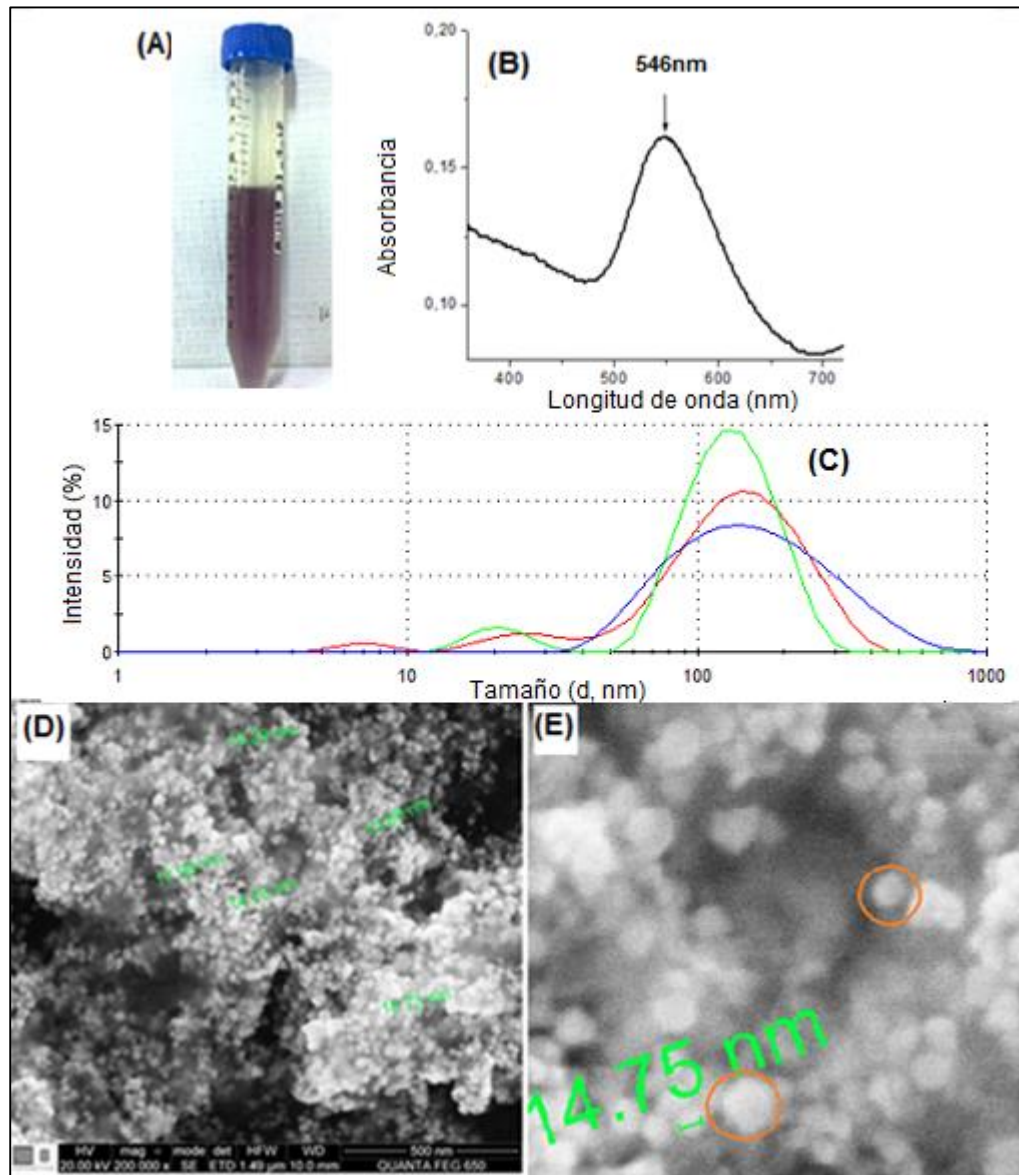 (A)
(B)
546nm
0,20
0,15
0,10
Absorbancia
400 500 600 700
Longitud de onda (nm)
(C)
15
10
5
0
Intensidad (%)
1 10 100 1000
Tamaño (d, nm)
(D)
(E)
14.75 nm
HV mag mode det HFW WD 500 nm
20.00 kV 200 000 x SE ETD 1.49 µm 10.0 mm QUANTA FEG 650